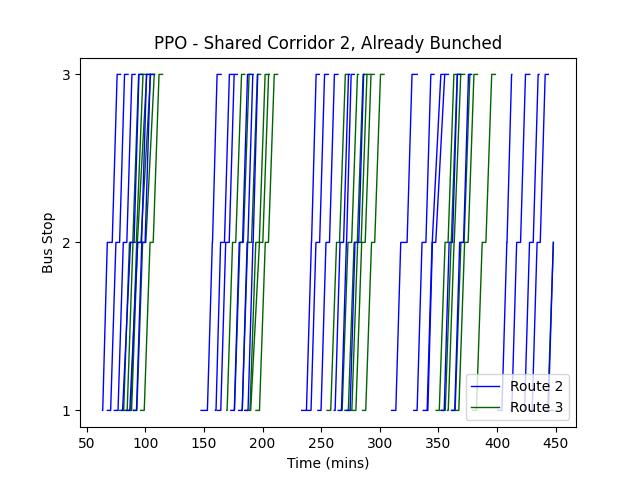 PPO - Shared Corridor 2, Already Bunched
Bus Stop
3
2
1
Route 2
Route 3
50 100 150 200 250 300 350 400 450
Time (mins)